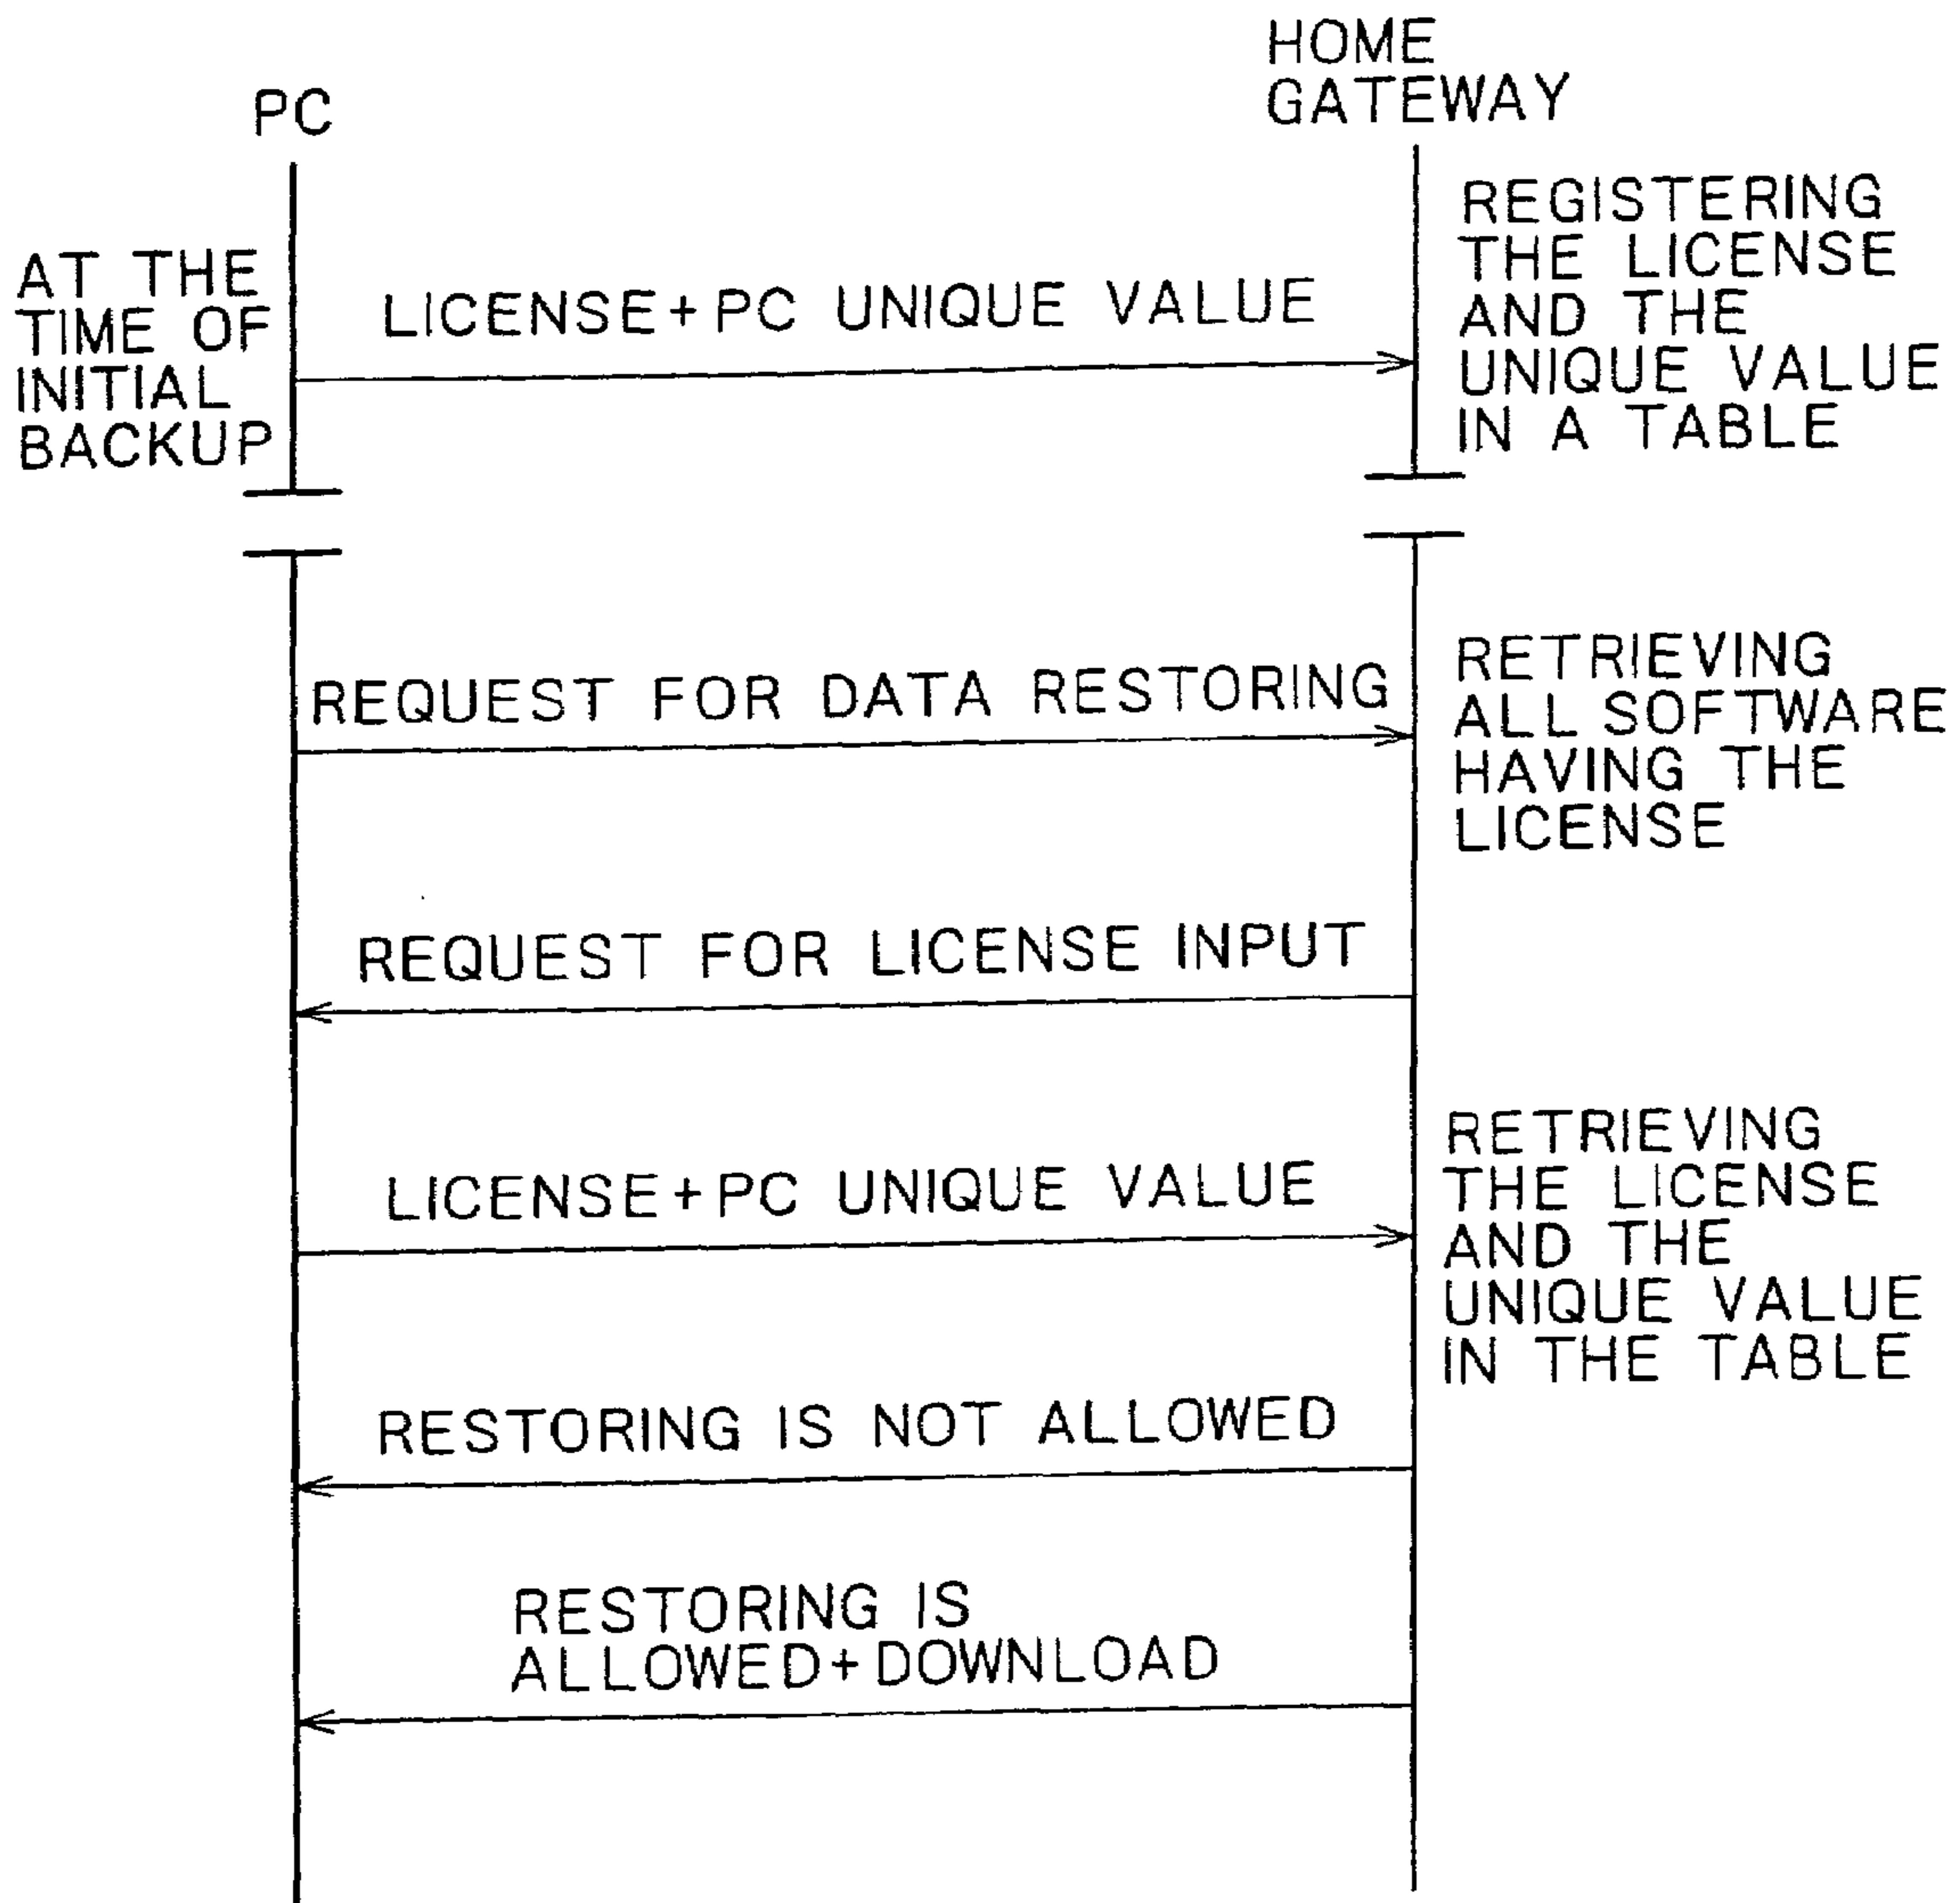 PC
HOME
GATEWAY
AT THE
TIME OF
INITIAL
BACKUP
LICENSE+PC UNIQUE VALUE
REGISTERING
THE LICENSE
AND THE
UNIQUE VALUE
IN A TABLE
REQUEST FOR DATA RESTORING
RETRIEVING
ALL SOFTWARE
HAVING THE
LICENSE
REQUEST FOR LICENSE INPUT
LICENSE+PC UNIQUE VALUE
RETRIEVING
THE LICENSE
AND THE
UNIQUE VALUE
IN THE TABLE
RESTORING IS NOT ALLOWED
RESTORING IS
ALLOWED+DOWNLOAD